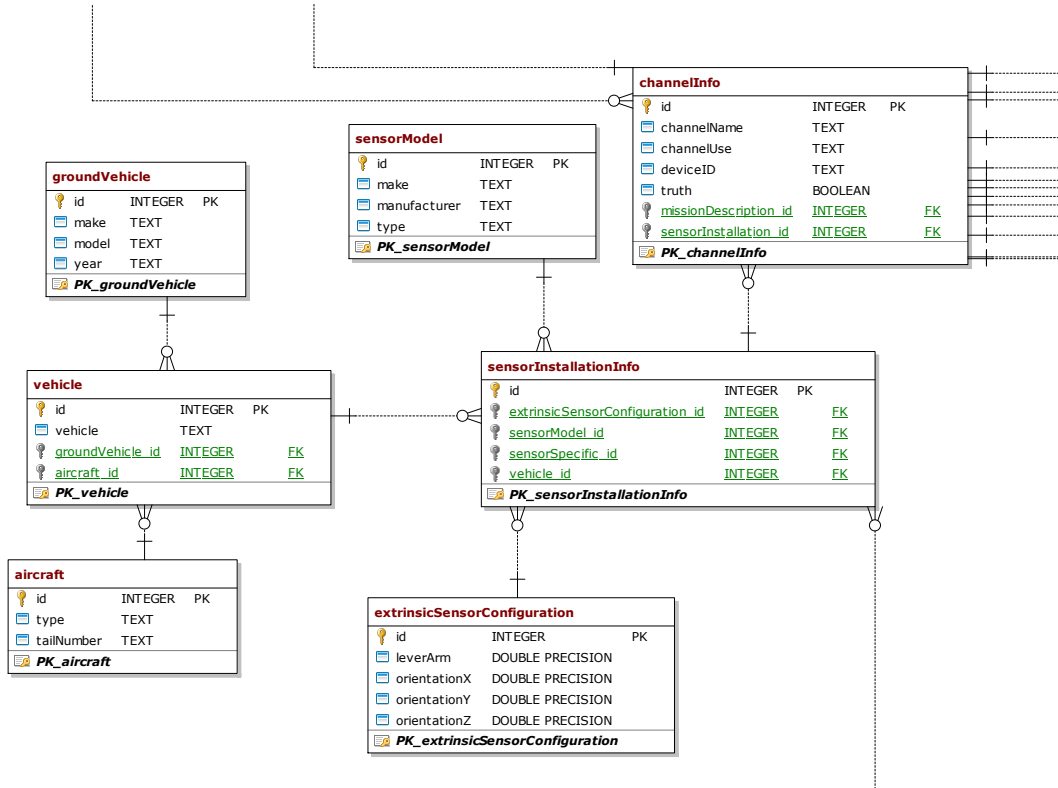 channelInfo
id INTEGER PK
channelName TEXT
channelUse TEXT
deviceID TEXT
truth BOOLEAN
missionDescription_id INTEGER FK
sensorInstallation_id INTEGER FK
PK_channelInfo
sensorModel
id INTEGER PK
make TEXT
manufacturer TEXT
type TEXT
PK_sensorModel
groundVehicle
id INTEGER PK
make TEXT
model TEXT
year TEXT
PK_groundVehicle
sensorInstallationInfo
id INTEGER PK
extrinsicSensorConfiguration_id INTEGER FK
sensorModel_id INTEGER FK
sensorSpecific_id INTEGER FK
vehicle_id INTEGER FK
PK_sensorInstallationInfo
vehicle
id INTEGER PK
vehicle TEXT
groundVehicle_id INTEGER FK
aircraft_id INTEGER FK
PK_vehicle
aircraft
id INTEGER PK
type TEXT
tailNumber TEXT
PK_aircraft
extrinsicSensorConfiguration
id INTEGER PK
leverArm DOUBLE PRECISION
orientationX DOUBLE PRECISION
orientationY DOUBLE PRECISION
orientationZ DOUBLE PRECISION
PK_extrinsicSensorConfiguration